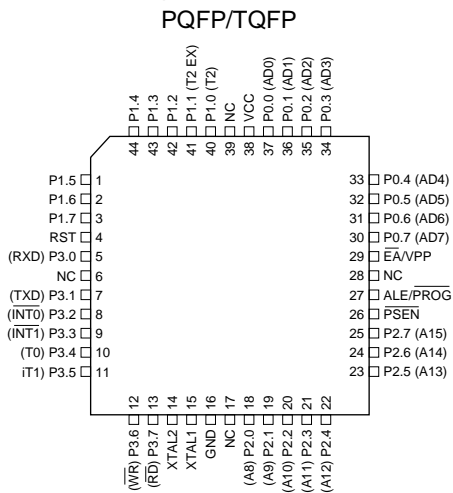 PQFP/TQFP
P1.4
P1.3
P1.2
P1.1 (T2 EX)
P1.0 (T2)
NC
VCC
P0.0 (AD0)
P0.1 (AD1)
P0.2 (AD2)
P0.3 (AD3)
44
43
42
41
40
39
38
37
36
35
34
P1.5 1
P1.6 2
P1.7 3
RST 4
(RXD) P3.0 5
NC 6
(TXD) P3.1 7
(INT0) P3.2 8
(INT1) P3.3 9
(T0) P3.4 10
iT1) P3.5 11
33 P0.4 (AD4)
32 P0.5 (AD5)
31 P0.6 (AD6)
30 P0.7 (AD7)
29 EA/VPP
28 NC
27 ALE/PROG
26 PSEN
25 P2.7 (A15)
24 P2.6 (A14)
23 P2.5 (A13)
12
13
14
15
16
17
18
19
20
21
22
(WR) P3.6
(RD) P3.7
XTAL2
XTAL1
GND
NC
(A8) P2.0
(A9) P2.1
(A10) P2.2
(A11) P2.3
(A12) P2.4